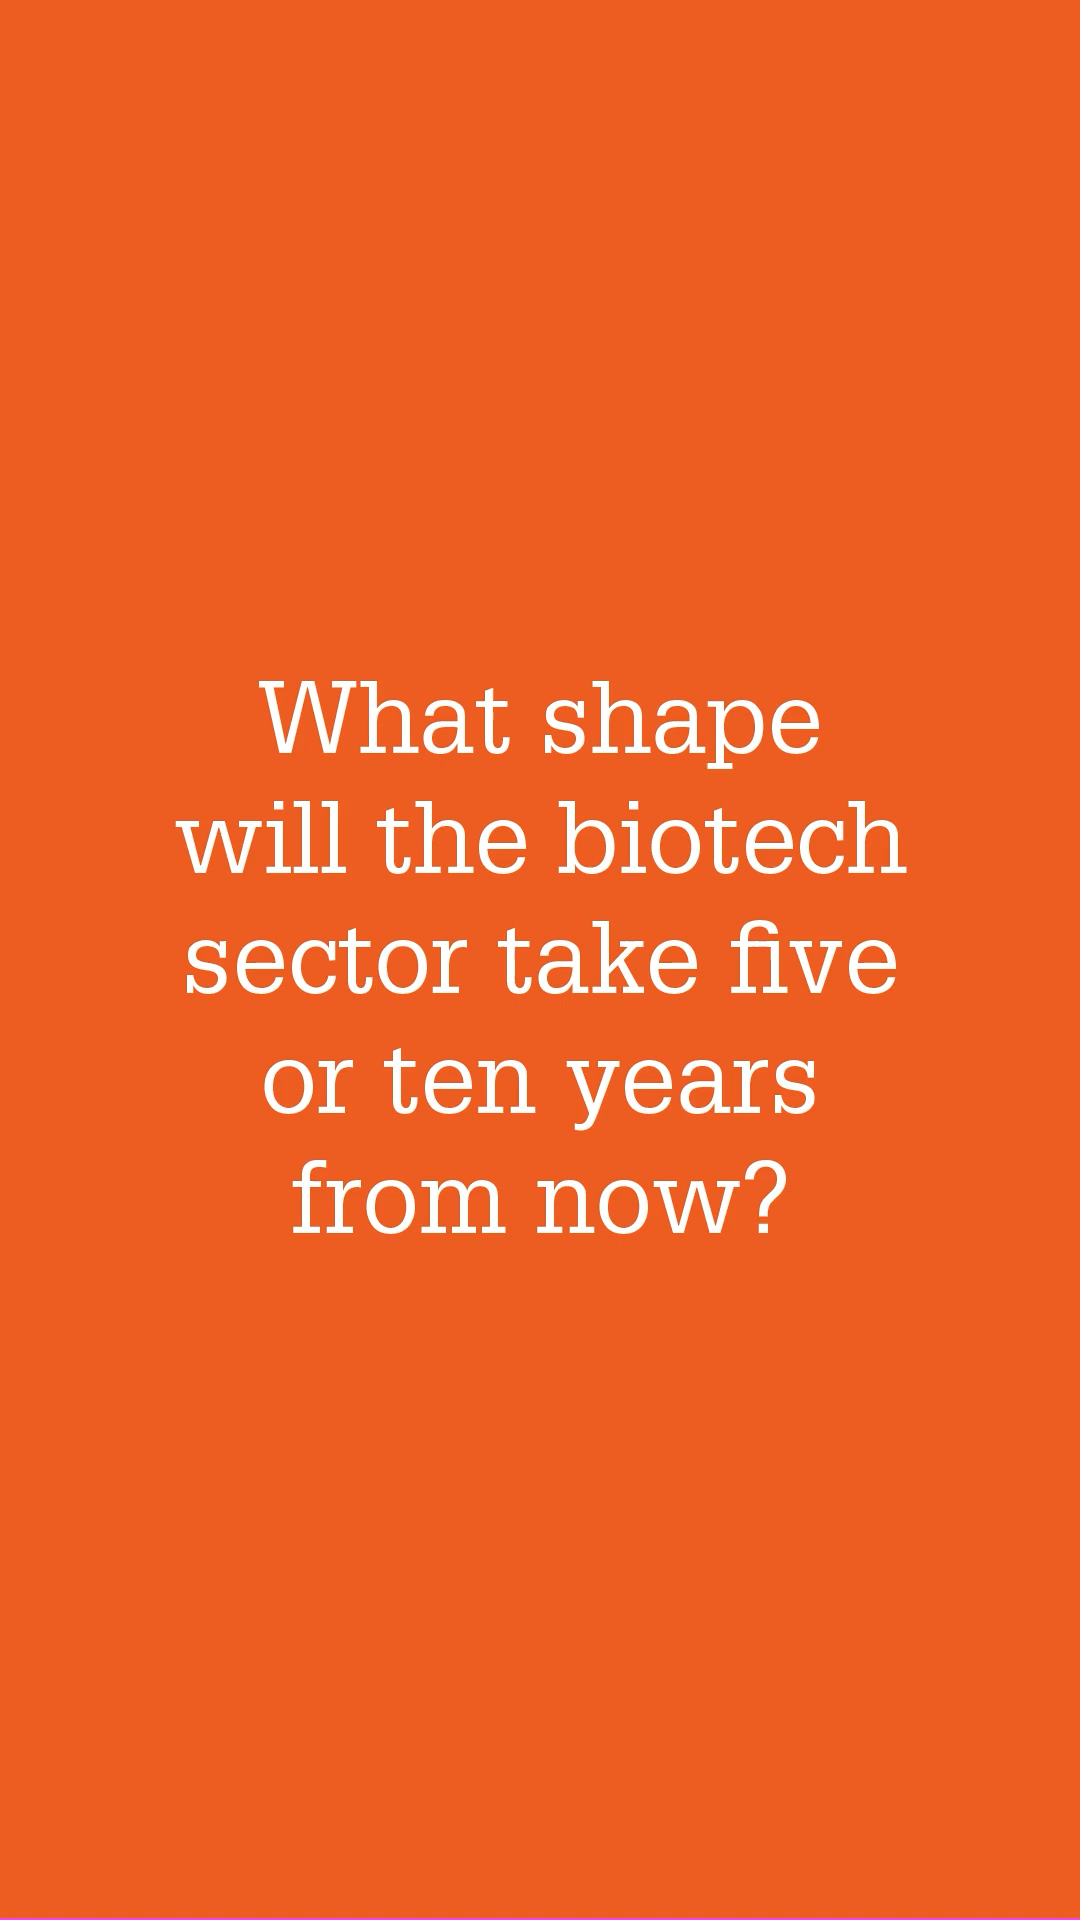 What shape
will the biotech
sector take five
or ten years
from now?